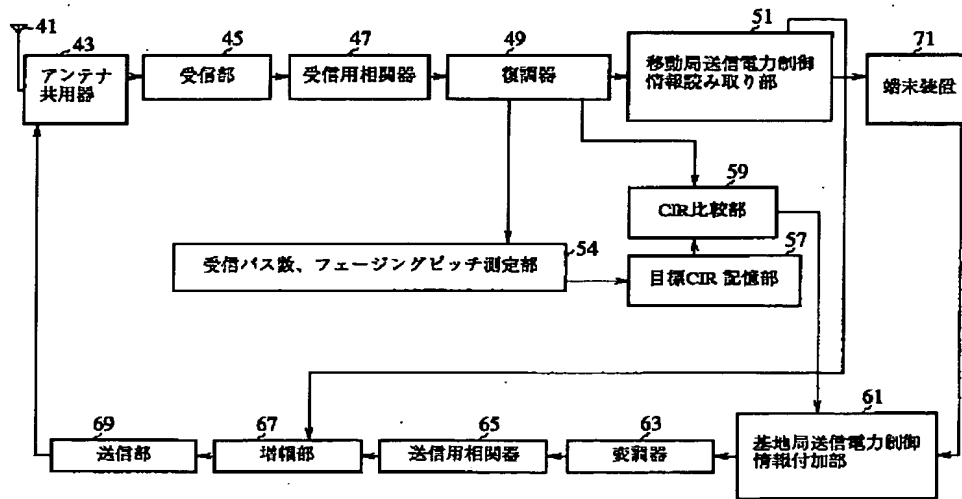 41
43
アンテナ
共用器
45
受信部
47
受信用相関器
49
復調器
51
移動局送信電力制御
情報読み取り部
71
端末装置
59
CIR比較部
54
受信パス数、フェージングピッチ測定部
57
目標CIR 記憶部
69
送信部
67
増幅部
65
送信用相関器
63
変調器
61
基地局送信電力制御
情報付加部